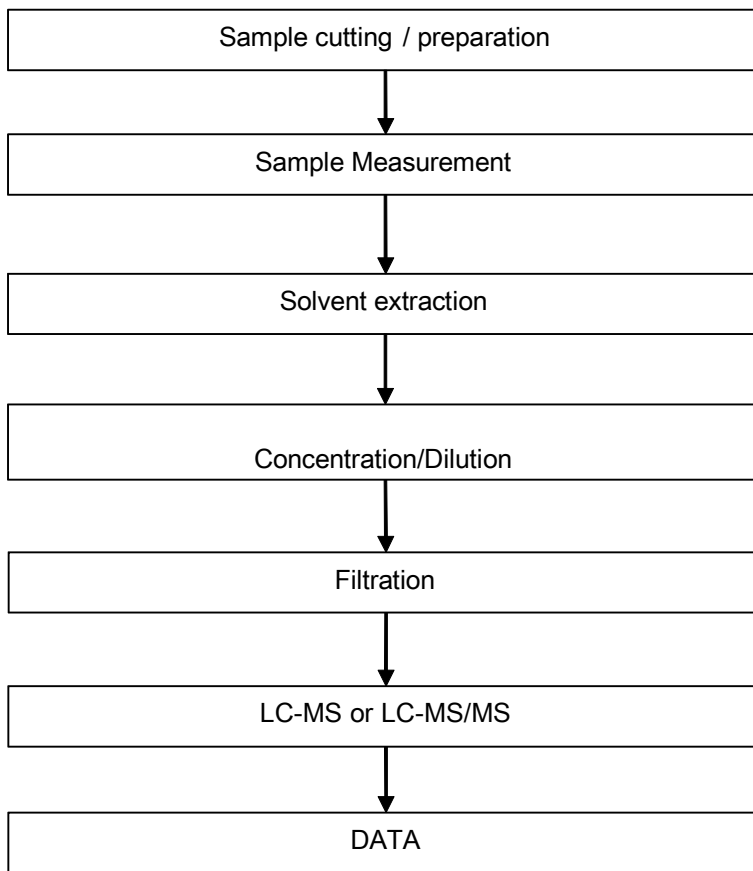 Sample cutting / preparation
Sample Measurement
Solvent extraction
Concentration/Dilution
Filtration
LC-MS or LC-MS/MS
DATA